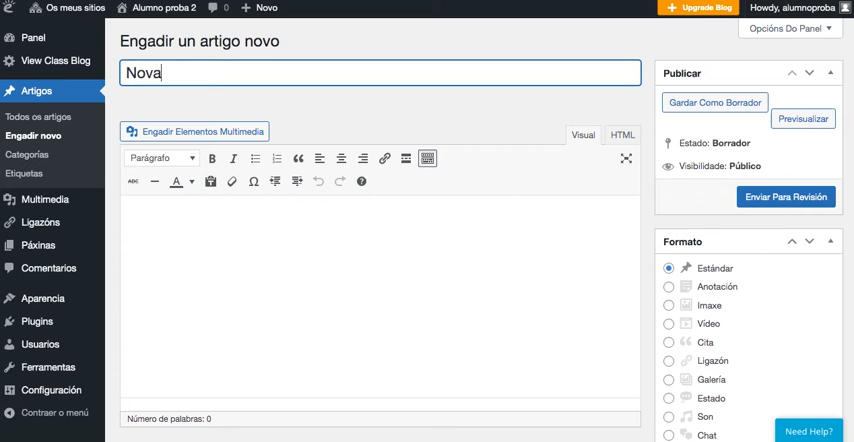 Os meus sitios Alumno proba 2 0 Novo Upgrade Blog Howdy, alumnoproba
Opcións Do Panel
Panel
View Class Blog
Artigos
Todos os artigos
Engadir novo
Categorías
Etiquetas
Multimedia
Ligazóns
Páxinas
Comentarios
Aparencia
Plugins
Usuarios
Ferramentas
Configuración
Contraer o menú
Engadir un artigo novo
Nova
Engadir Elementos Multimedia
Visual HTML
Parágrafo B I
ABC A
Número de palabras: 0
Publicar
Gardar Como Borrador
Previsualizar
Estado: Borrador
Visibilidade: Público
Enviar Para Revisión
Formato
Estándar
Anotación
Imaxe
Vídeo
Cita
Ligazón
Galería
Estado
Son
Chat
Need Help?